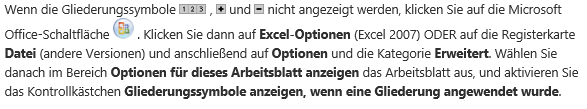 Wenn die Gliederungssymbole 1 2 3 , + und - nicht angezeigt werden, klicken Sie auf die Microsoft
Office-Schaltfläche . Klicken Sie dann auf Excel-Optionen (Excel 2007) ODER auf die Registerkarte
Datei (andere Versionen) und anschließend auf Optionen und die Kategorie Erweitert. Wählen Sie
danach im Bereich Optionen für dieses Arbeitsblatt anzeigen das Arbeitsblatt aus, und aktivieren Sie
das Kontrollkästchen Gliederungssymbole anzeigen, wenn eine Gliederung angewendet wurde.